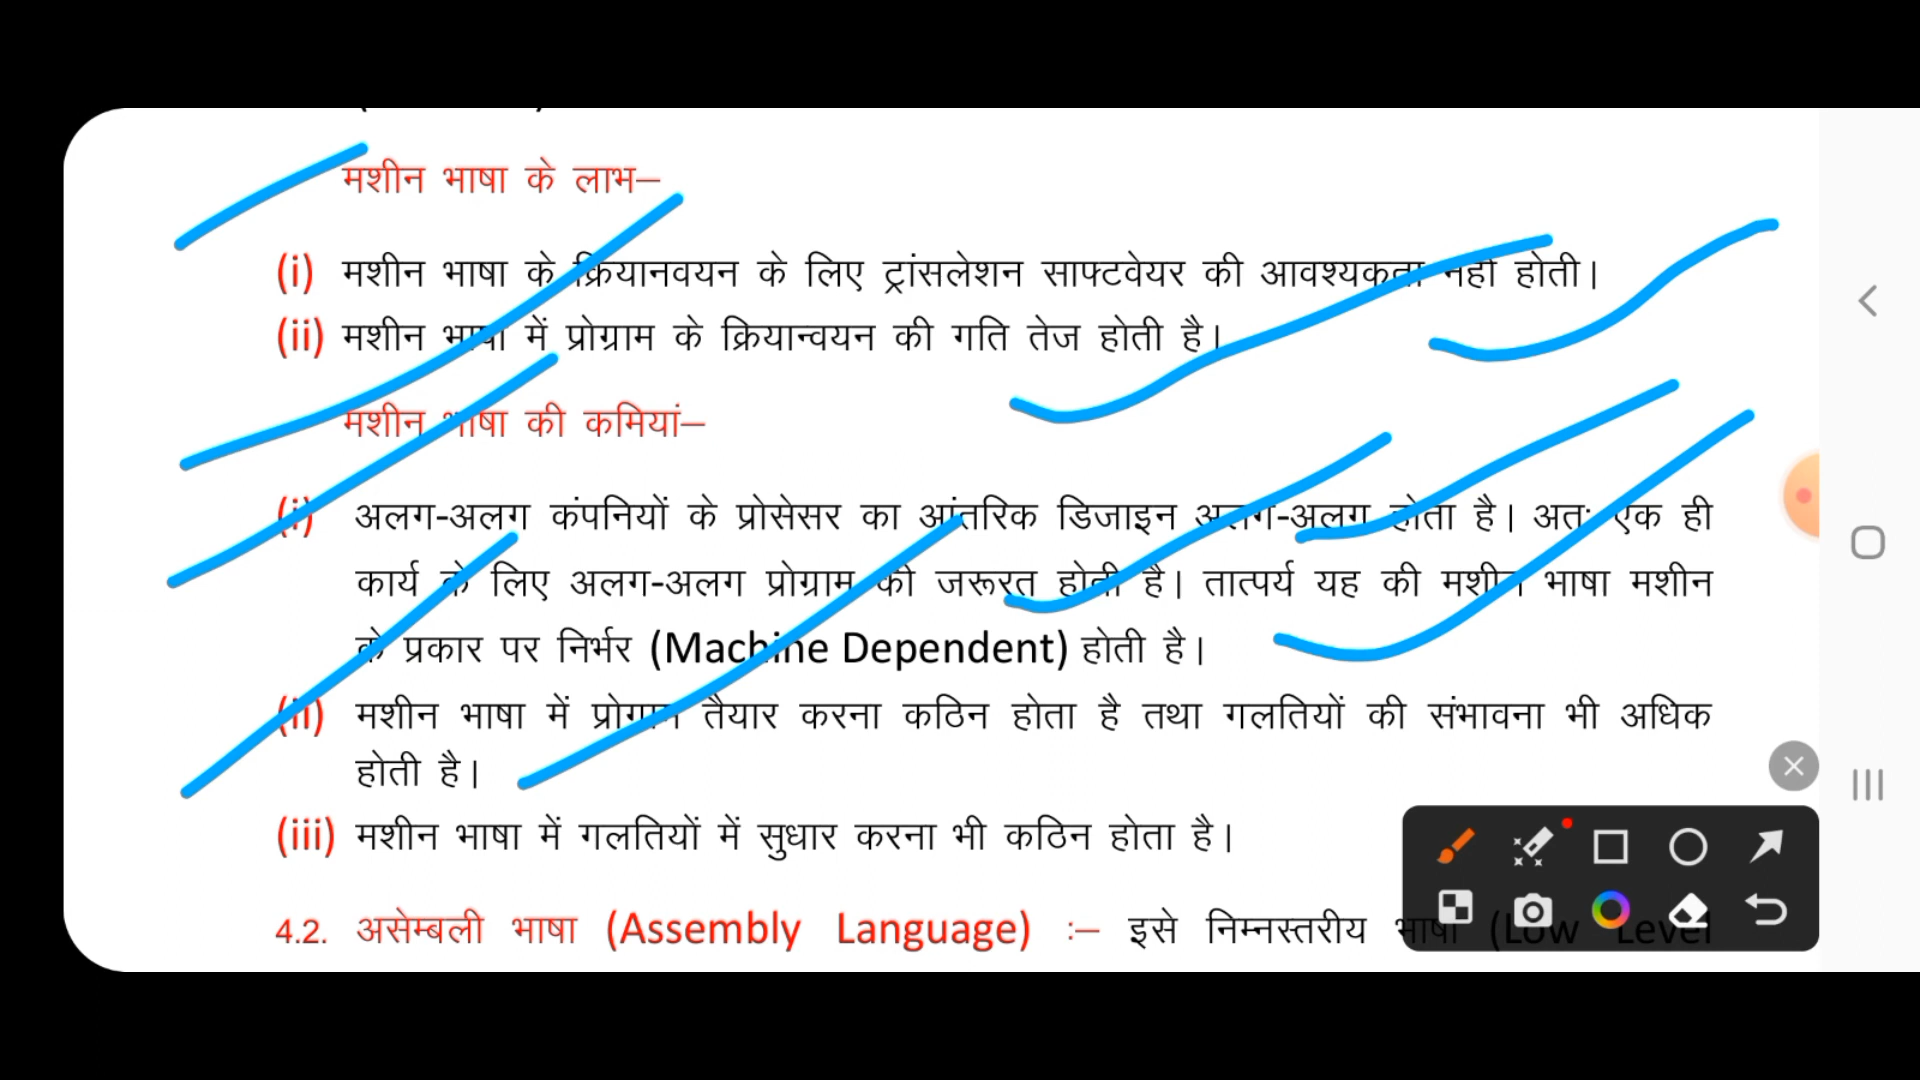 मशीन भाषा के लाभ–
(i) मशीन भाषा के क्रियानवयन के लिए ट्रांसलेशन साफ्टवेयर की आवश्यकता नही होती।
(ii) मशीन भाषा में प्रोग्राम के क्रियान्वयन की गति तेज होती है।
मशीन भाषा की कमियां–
(i) अलग-अलग कंपनियों के प्रोसेसर का आंतरिक डिजाइन अलग-अलग होता है। अतः एक ही
कार्य के लिए अलग-अलग प्रोग्राम की जरूरत होती है। तात्पर्य यह की मशीन भाषा मशीन
के प्रकार पर निर्भर (Machine Dependent) होती है।
(ii) मशीन भाषा में प्रोगाम तैयार करना कठिन होता है तथा गलतियों की संभावना भी अधिक
होती है।
(iii) मशीन भाषा में गलतियों में सुधार करना भी कठिन होता है।
4.2. असेम्बली भाषा (Assembly Language) :– इसे निम्नस्तरीय भाषा (Low Level